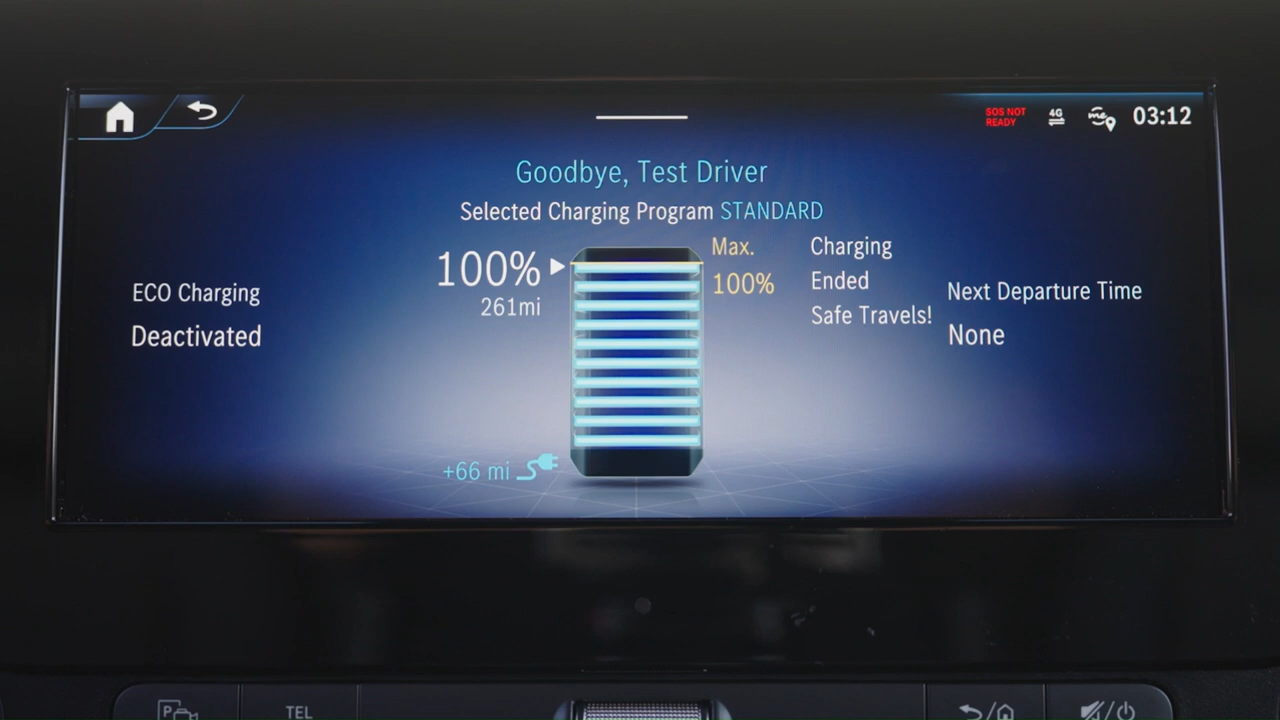 SOS NOT
READY
4G
me
03:12
Goodbye, Test Driver
Selected Charging Program STANDARD
100%
261mi
Max.
100%
Charging
Ended
Safe Travels!
ECO Charging
Deactivated
Next Departure Time
None
+66 mi
P
TEL